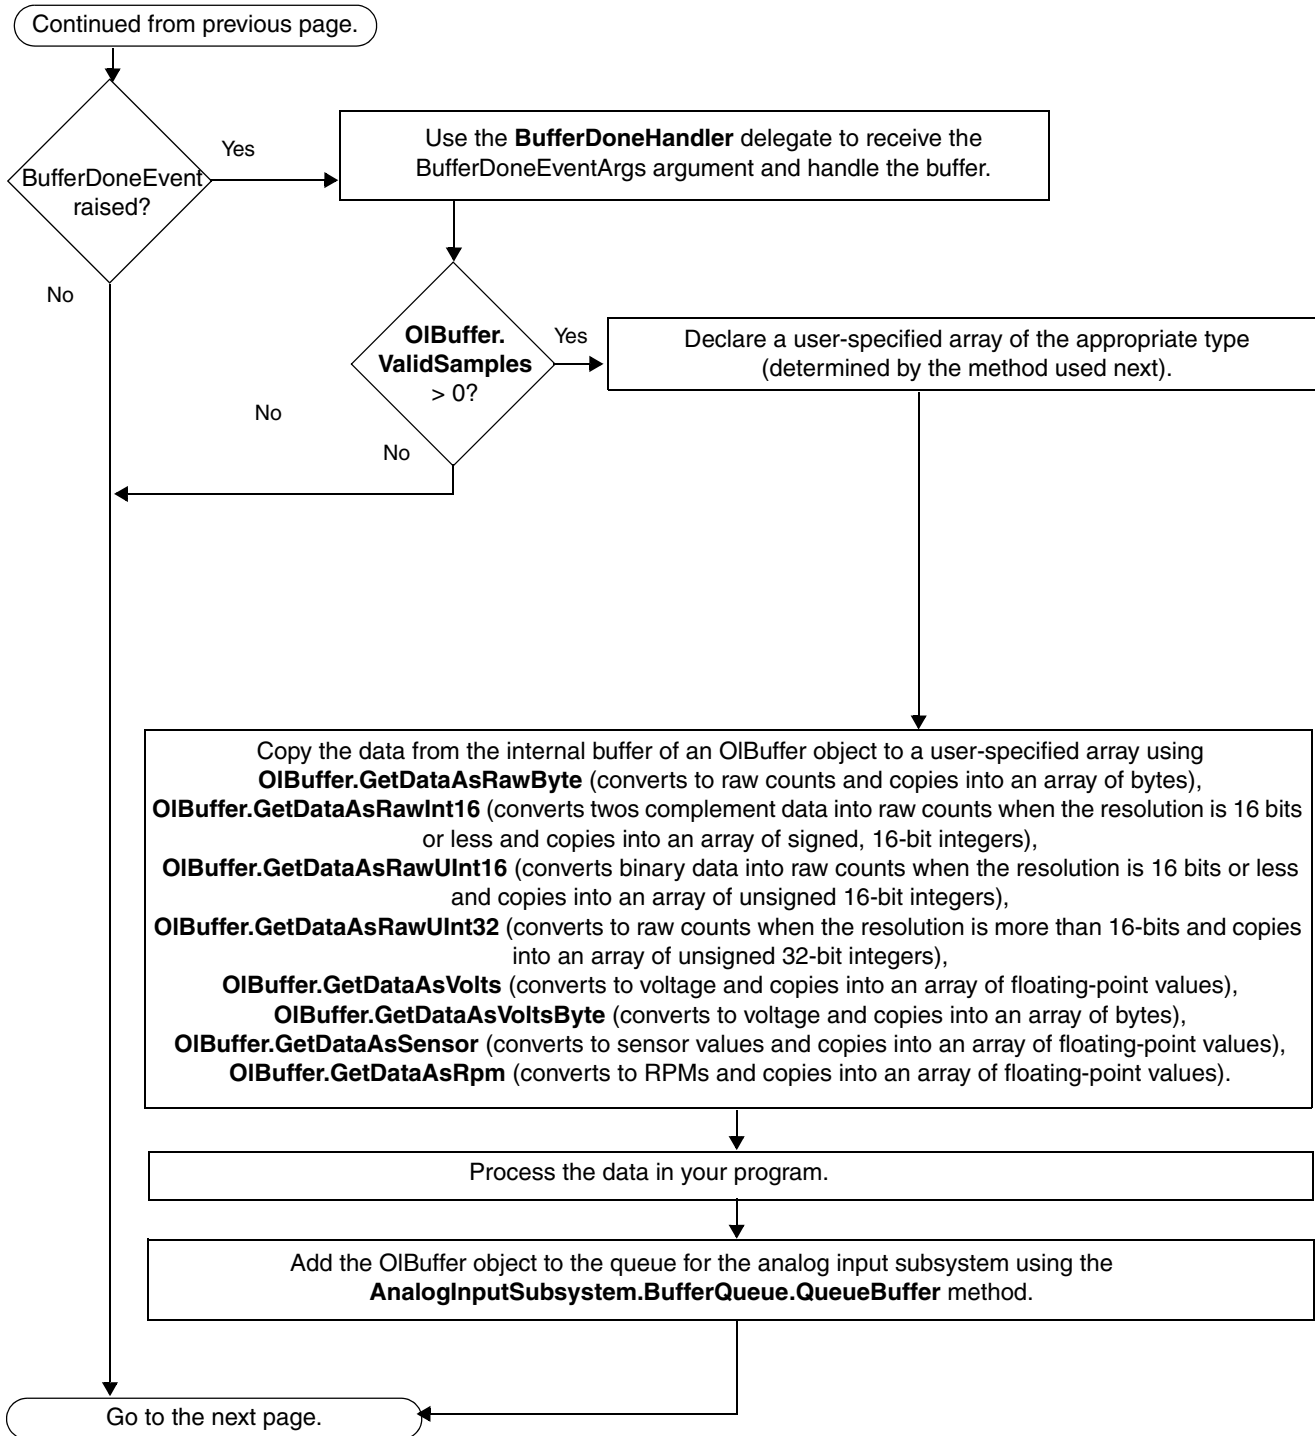 Continued from previous page.
BufferDoneEvent
raised?
Yes
Use the BufferDoneHandler delegate to receive the
BufferDoneEventArgs argument and handle the buffer.
No
OlBuffer.
ValidSamples
> 0?
Yes
Declare a user-specified array of the appropriate type
(determined by the method used next).
No
No
Copy the data from the internal buffer of an OlBuffer object to a user-specified array using
OlBuffer.GetDataAsRawByte (converts to raw counts and copies into an array of bytes),
OlBuffer.GetDataAsRawInt16 (converts twos complement data into raw counts when the resolution is 16 bits
or less and copies into an array of signed, 16-bit integers),
OlBuffer.GetDataAsRawUInt16 (converts binary data into raw counts when the resolution is 16 bits or less
and copies into an array of unsigned 16-bit integers),
OlBuffer.GetDataAsRawUInt32 (converts to raw counts when the resolution is more than 16-bits and copies
into an array of unsigned 32-bit integers),
OlBuffer.GetDataAsVolts (converts to voltage and copies into an array of floating-point values),
OlBuffer.GetDataAsVoltsByte (converts to voltage and copies into an array of bytes),
OlBuffer.GetDataAsSensor (converts to sensor values and copies into an array of floating-point values),
OlBuffer.GetDataAsRpm (converts to RPMs and copies into an array of floating-point values).
Process the data in your program.
Add the OlBuffer object to the queue for the analog input subsystem using the
AnalogInputSubsystem.BufferQueue.QueueBuffer method.
Go to the next page.